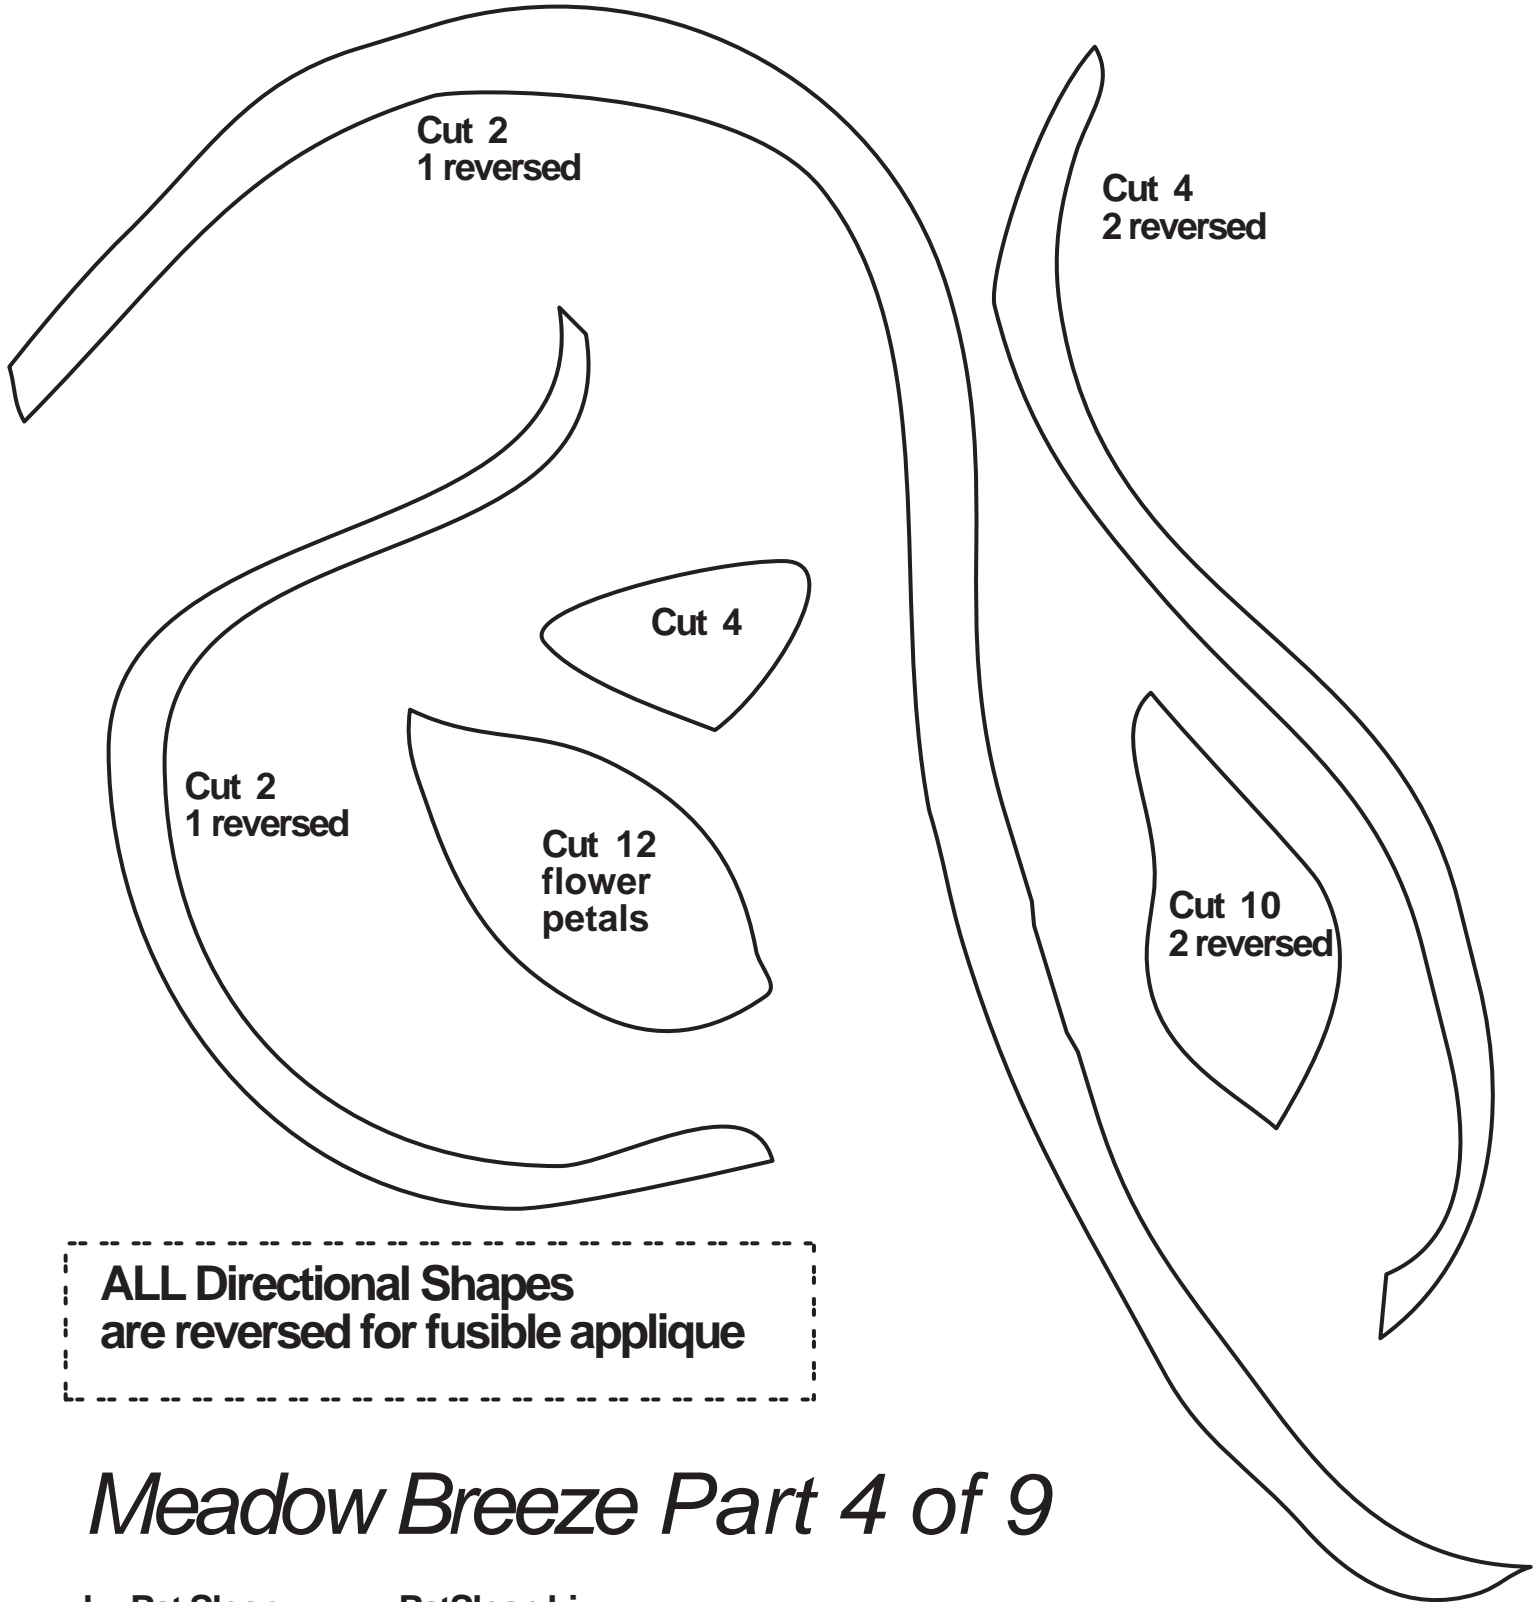 Cut 2
1 reversed
Cut 4
2 reversed
Cut 4
Cut 2
1 reversed
Cut 12
flower
petals
Cut 10
2 reversed
ALL Directional Shapes
are reversed for fusible applique
Meadow Breeze Part 4 of 9